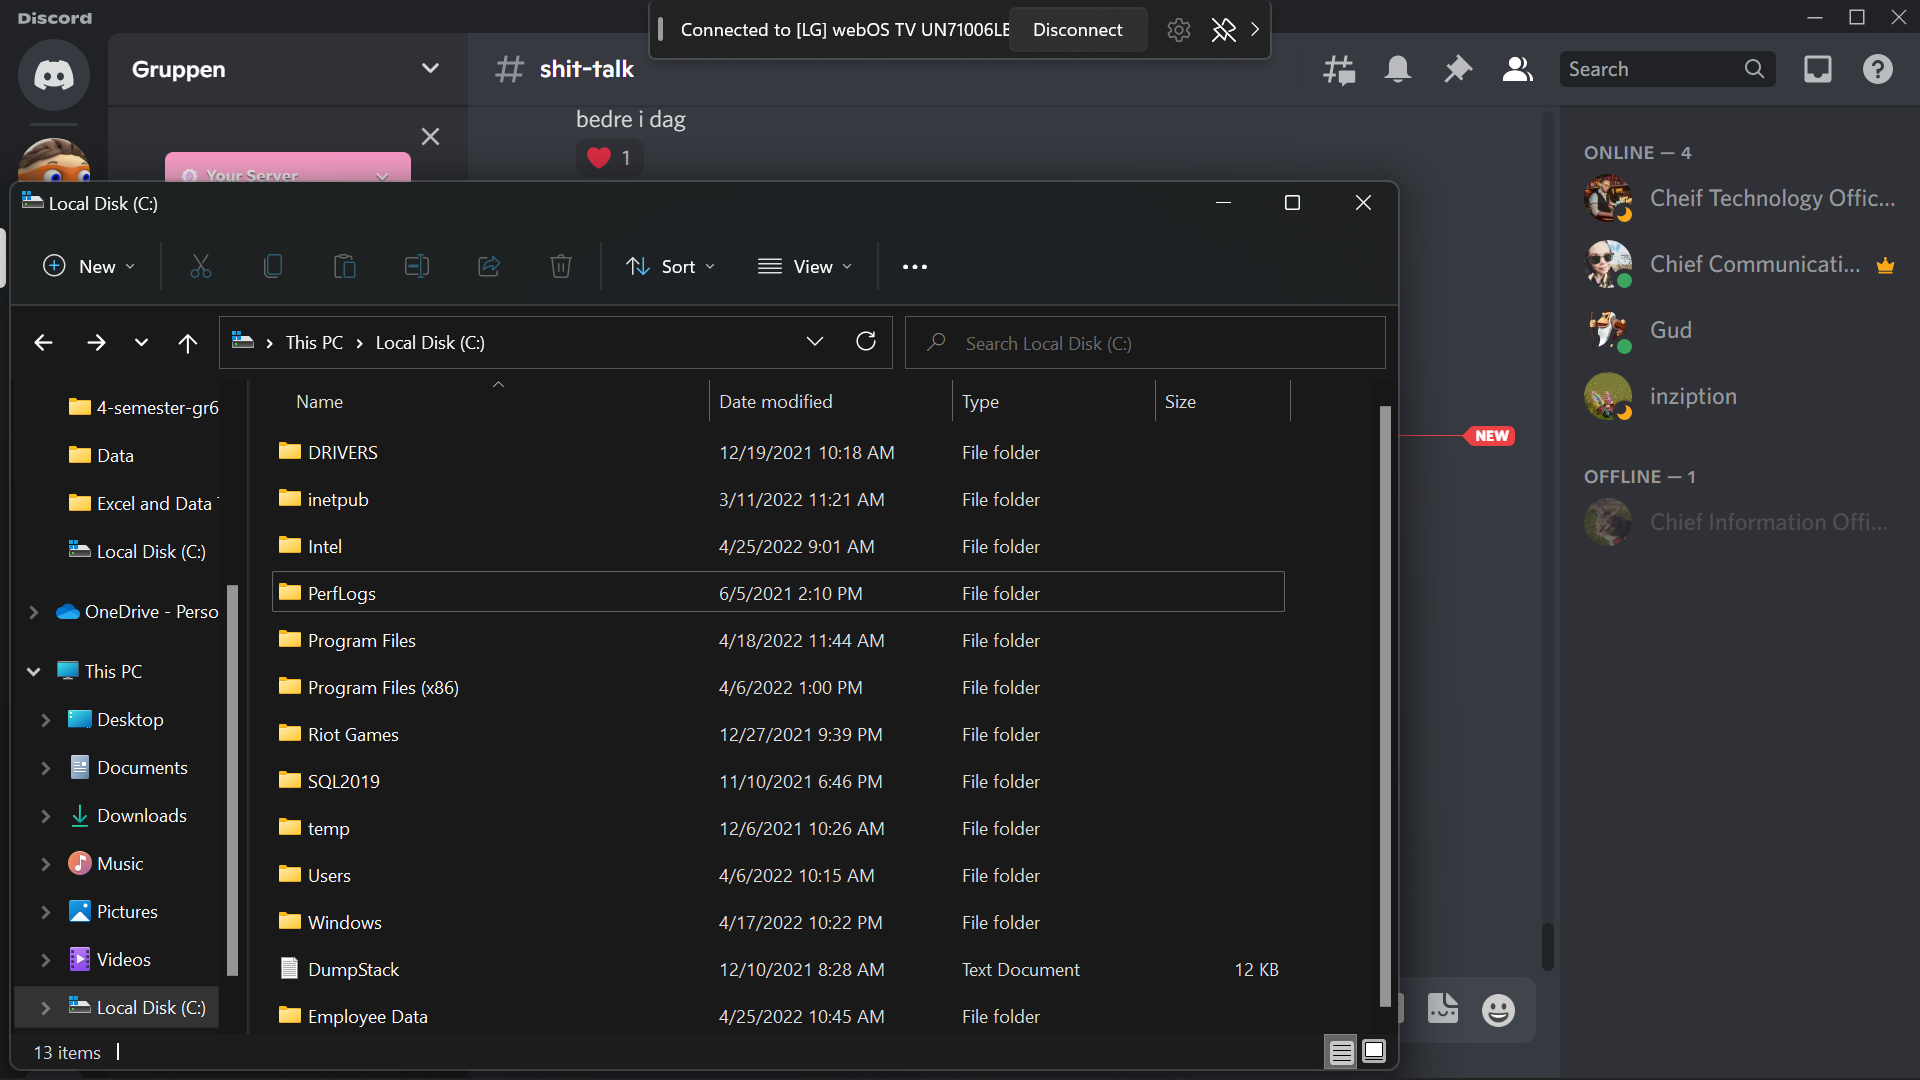 Discord
Connected to [LG] webOS TV UN71006LE
Disconnect
Gruppen
shit-talk
Search
bedre i dag
1
Your Server
ONLINE — 4
Cheif Technology Offic...
Chief Communicati...
Gud
inziption
NEW
OFFLINE — 1
Chief Information Offi...
Local Disk (C:)
New
Sort
View
This PC
Local Disk (C:)
Search Local Disk (C:)
4-semester-gr6
Data
Excel and Data
Local Disk (C:)
OneDrive - Perso
This PC
Desktop
Documents
Downloads
Music
Pictures
Videos
Local Disk (C:)
Name Date modified Type Size
DRIVERS 12/19/2021 10:18 AM File folder
inetpub 3/11/2022 11:21 AM File folder
Intel 4/25/2022 9:01 AM File folder
PerfLogs 6/5/2021 2:10 PM File folder
Program Files 4/18/2022 11:44 AM File folder
Program Files (x86) 4/6/2022 1:00 PM File folder
Riot Games 12/27/2021 9:39 PM File folder
SQL2019 11/10/2021 6:46 PM File folder
temp 12/6/2021 10:26 AM File folder
Users 4/6/2022 10:15 AM File folder
Windows 4/17/2022 10:22 PM File folder
DumpStack 12/10/2021 8:28 AM Text Document 12 KB
Employee Data 4/25/2022 10:45 AM File folder
13 items